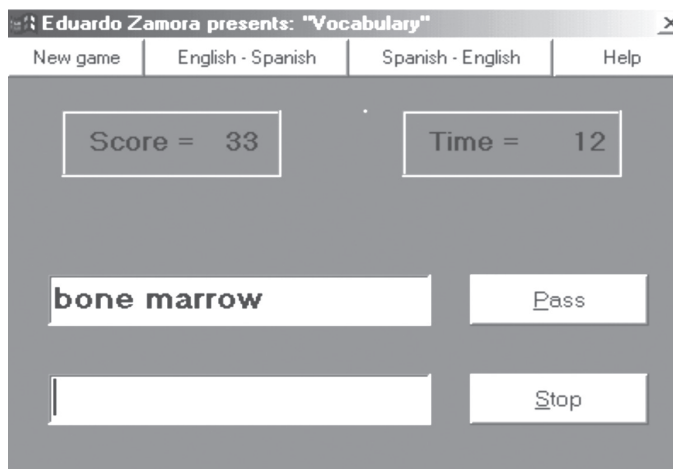 Eduardo Zamora presents: "Vocabulary"
New game English - Spanish Spanish - English Help
Score = 33 Time = 12
bone marrow Pass
Stop